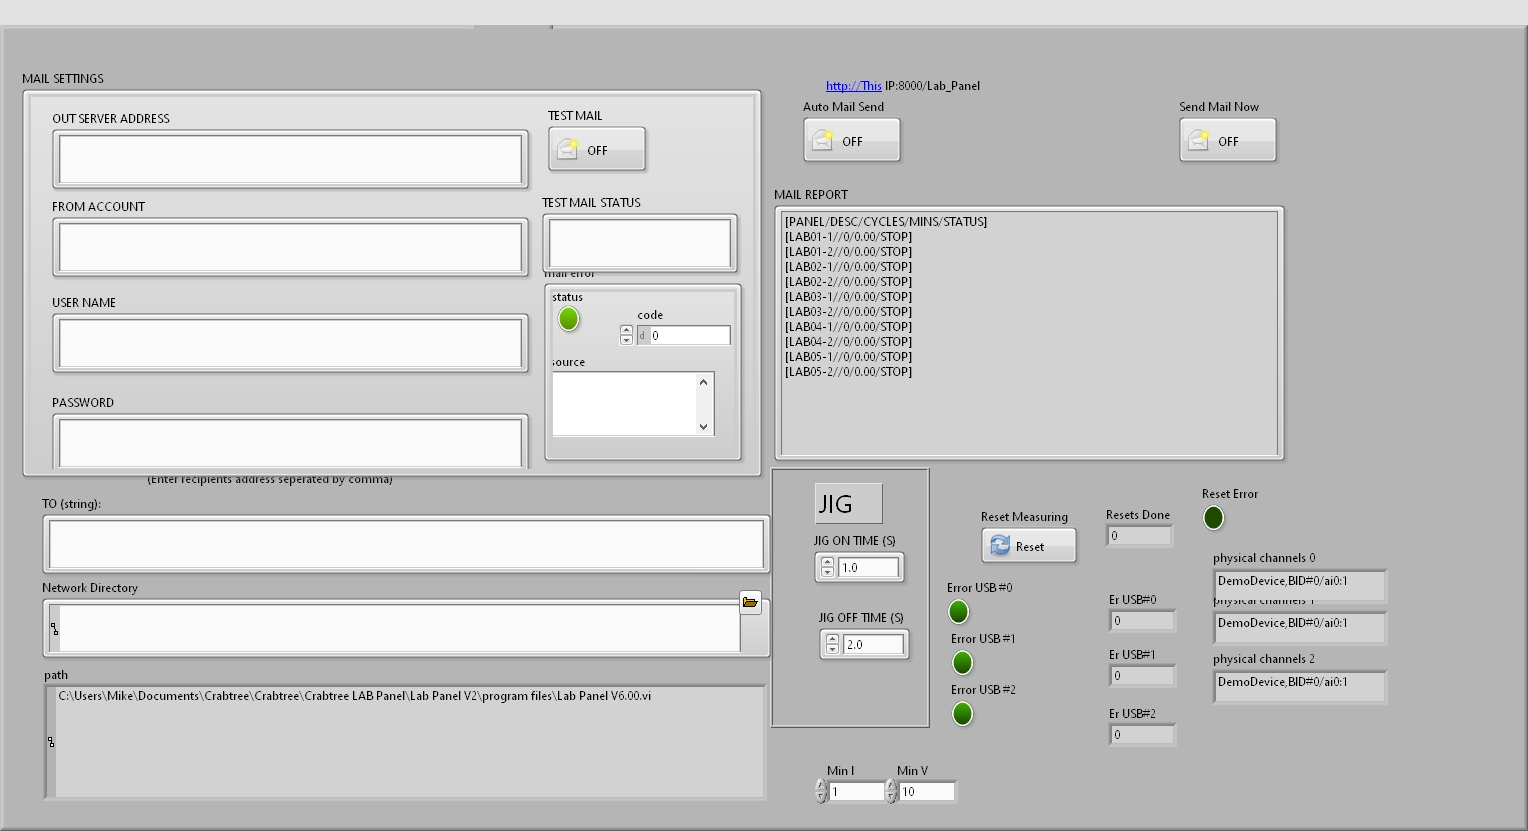 MAIL SETTINGS
OUT SERVER ADDRESS
FROM ACCOUNT
USER NAME
PASSWORD
TEST MAIL
OFF
TEST MAIL STATUS
mail error
status
code
d 0
source
(Enter recipients address seperated by comma)
TO (string):
Network Directory
path
C:\Users\Mike\Documents\Crabtree\Crabtree\Crabtree LAB Panel\Lab Panel V2\program files\Lab Panel V6.00.vi
http://This IP:8000/Lab_Panel
Auto Mail Send
OFF
Send Mail Now
OFF
MAIL REPORT
[PANEL/DESC/CYCLES/MINS/STATUS]
[LAB01-1//0/0.00/STOP]
[LAB01-2//0/0.00/STOP]
[LAB02-1//0/0.00/STOP]
[LAB02-2//0/0.00/STOP]
[LAB03-1//0/0.00/STOP]
[LAB03-2//0/0.00/STOP]
[LAB04-1//0/0.00/STOP]
[LAB04-2//0/0.00/STOP]
[LAB05-1//0/0.00/STOP]
[LAB05-2//0/0.00/STOP]
JIG
JIG ON TIME (S)
1.0
JIG OFF TIME (S)
2.0
Min I
1
Min V
10
Reset Measuring
Reset
Resets Done
0
Reset Error
Error USB #0
Error USB #1
Error USB #2
Er USB#0
0
Er USB#1
0
Er USB#2
0
physical channels 0
DemoDevice,BID#0/ai0:1
physical channels 1
DemoDevice,BID#0/ai0:1
physical channels 2
DemoDevice,BID#0/ai0:1